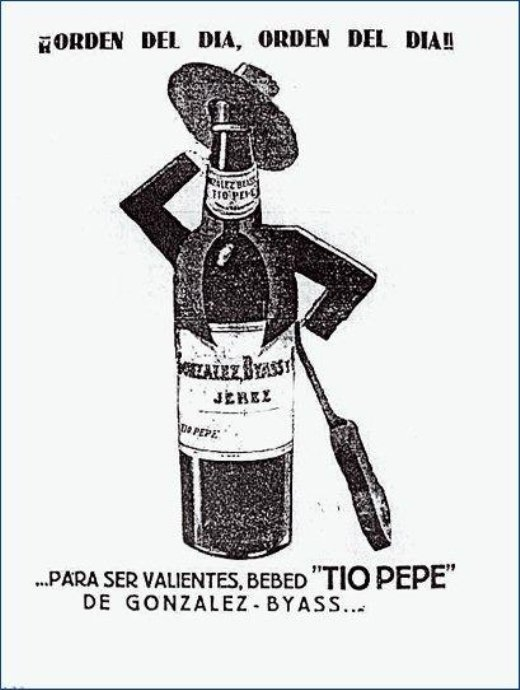 ¡¡ORDEN DEL DIA, ORDEN DEL DIA!!
GONZALEZ BYASS
TIO PEPE
GONZALEZ, BYASS Y
JEREZ
TIO PEPE
...PARA SER VALIENTES, BEBED "TIO PEPE"
DE GONZALEZ-BYASS...